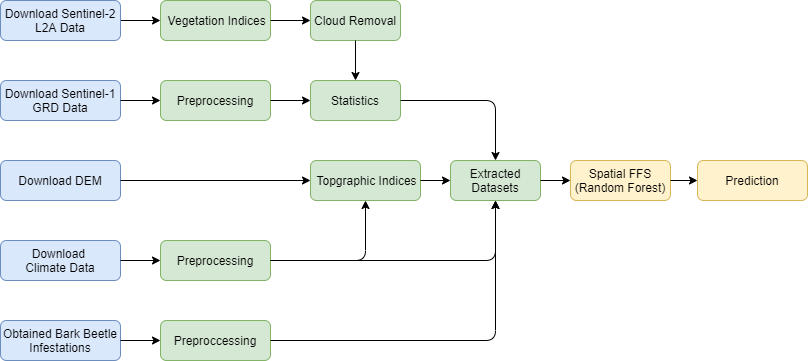 Download Sentinel-2
L2A Data
Vegetation Indices
Cloud Removal
Download Sentinel-1
GRD Data
Preprocessing
Statistics
Download DEM
Topgraphic Indices
Extracted
Datasets
Spatial FFS
(Random Forest)
Prediction
Download
Climate Data
Preprocessing
Obtained Bark Beetle
Infestations
Preproccessing